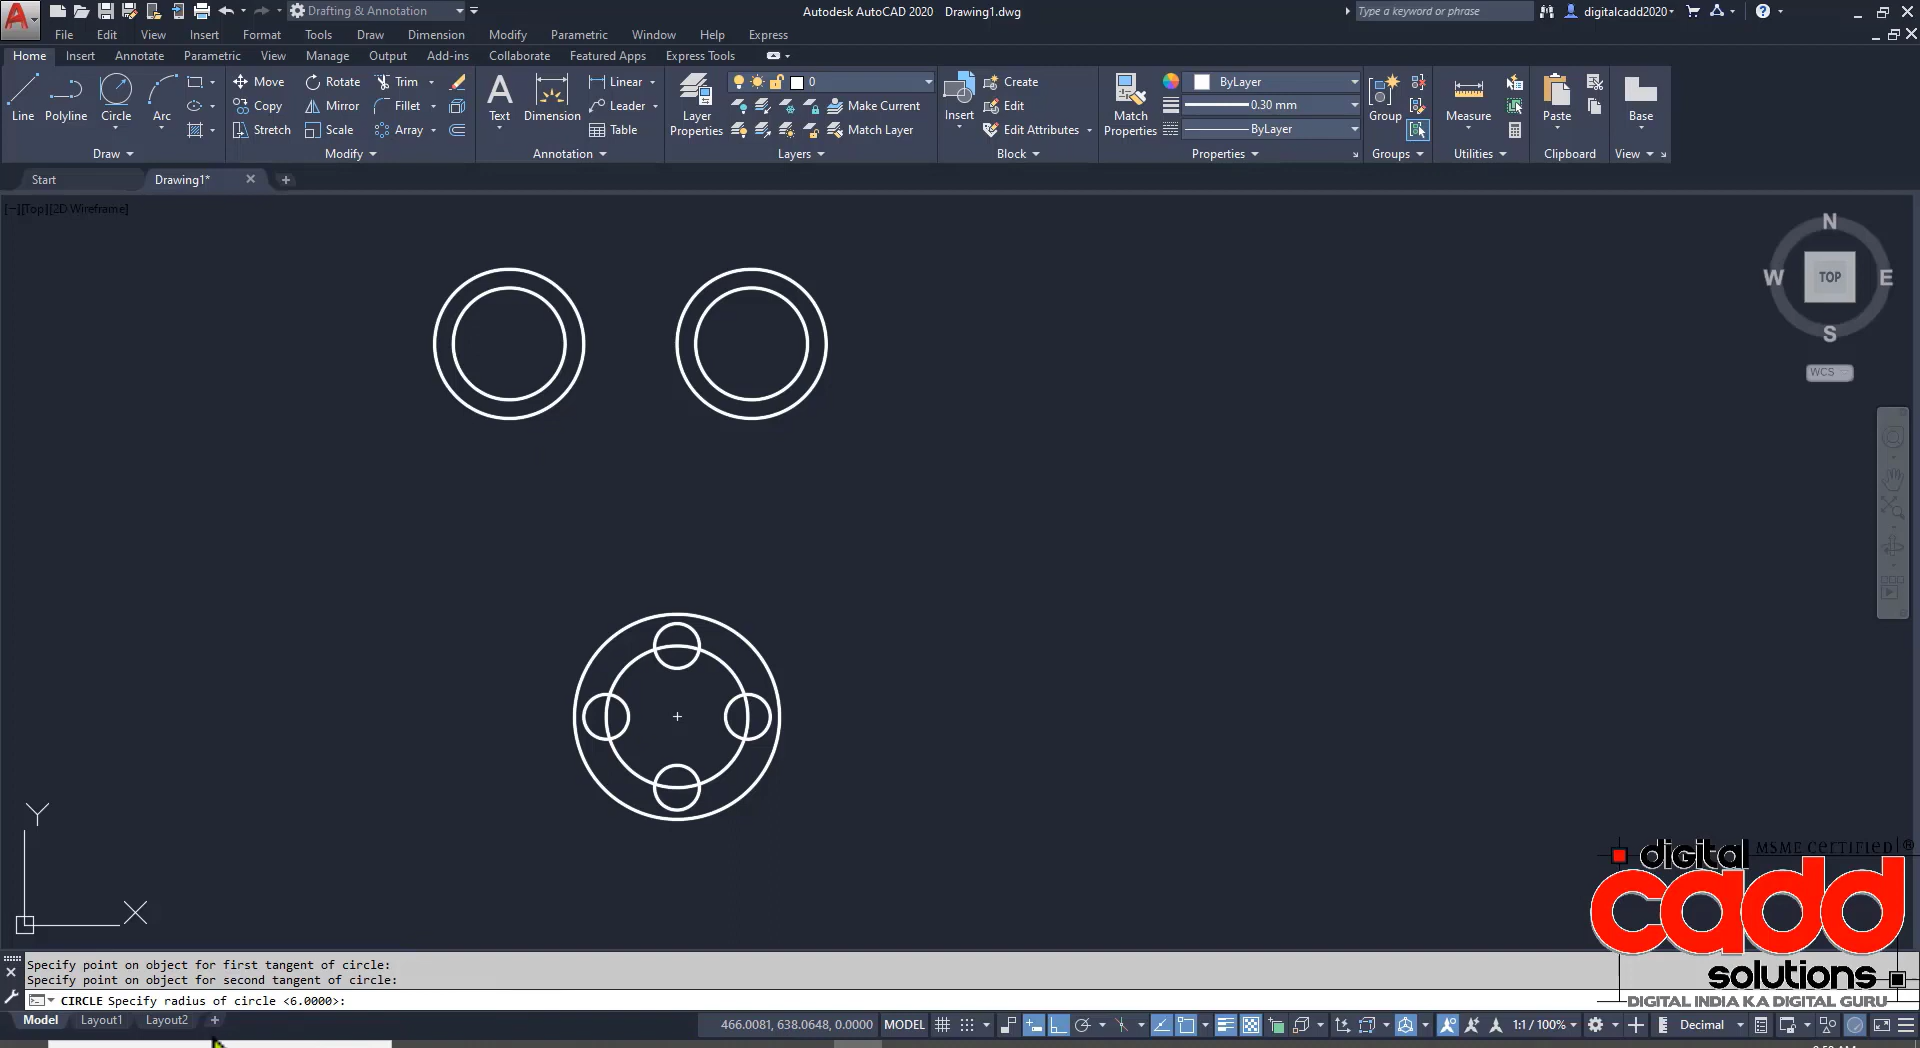 Drafting & Annotation
Autodesk AutoCAD 2020 Drawing1.dwg
Type a keyword or phrase
digitalcadd2020
File Edit View Insert Format Tools Draw Dimension Modify Parametric Window Help Express
Home Insert Annotate Parametric View Manage Output Add-ins Collaborate Featured Apps Express Tools
Line Polyline Circle Arc
Move Rotate Trim
Copy Mirror Fillet
Stretch Scale Array
Text Dimension
Linear
Leader
Table
Layer
Properties
0
Make Current
Match Layer
Insert
Create
Edit
Edit Attributes
Match
Properties
ByLayer
0.30 mm
ByLayer
Group
Measure
Paste
Base
Draw Modify Annotation Layers Block Properties Groups Utilities Clipboard View
Start Drawing1*
[−][Top][2D Wireframe]
N
W TOP E
S
WCS
Y
X
digital MSME CERTIFIED ®
cadd
solutions
DIGITAL INDIA KA DIGITAL GURU
Specify point on object for first tangent of circle:
Specify point on object for second tangent of circle:
CIRCLE Specify radius of circle <6.0000>:
Model Layout1 Layout2
466.0081, 638.0648, 0.0000 MODEL 1:1 / 100% Decimal